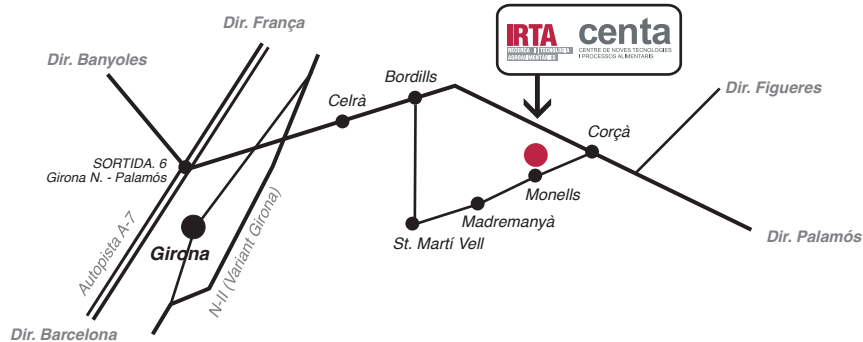 Dir. França
Dir. Banyoles
IRTA
RECERCA I TECNOLOGIA
AGROALIMENTÀRIES
centa
CENTRE DE NOVES TECNOLOGIES
I PROCESSOS ALIMENTARIS
Bordills
Celrà
Dir. Figueres
Corçà
SORTIDA. 6
Girona N. - Palamós
Monells
Madremanyà
St. Martí Vell
Dir. Palamós
Girona
Autopista A-7
N-II (Variant Girona)
Dir. Barcelona